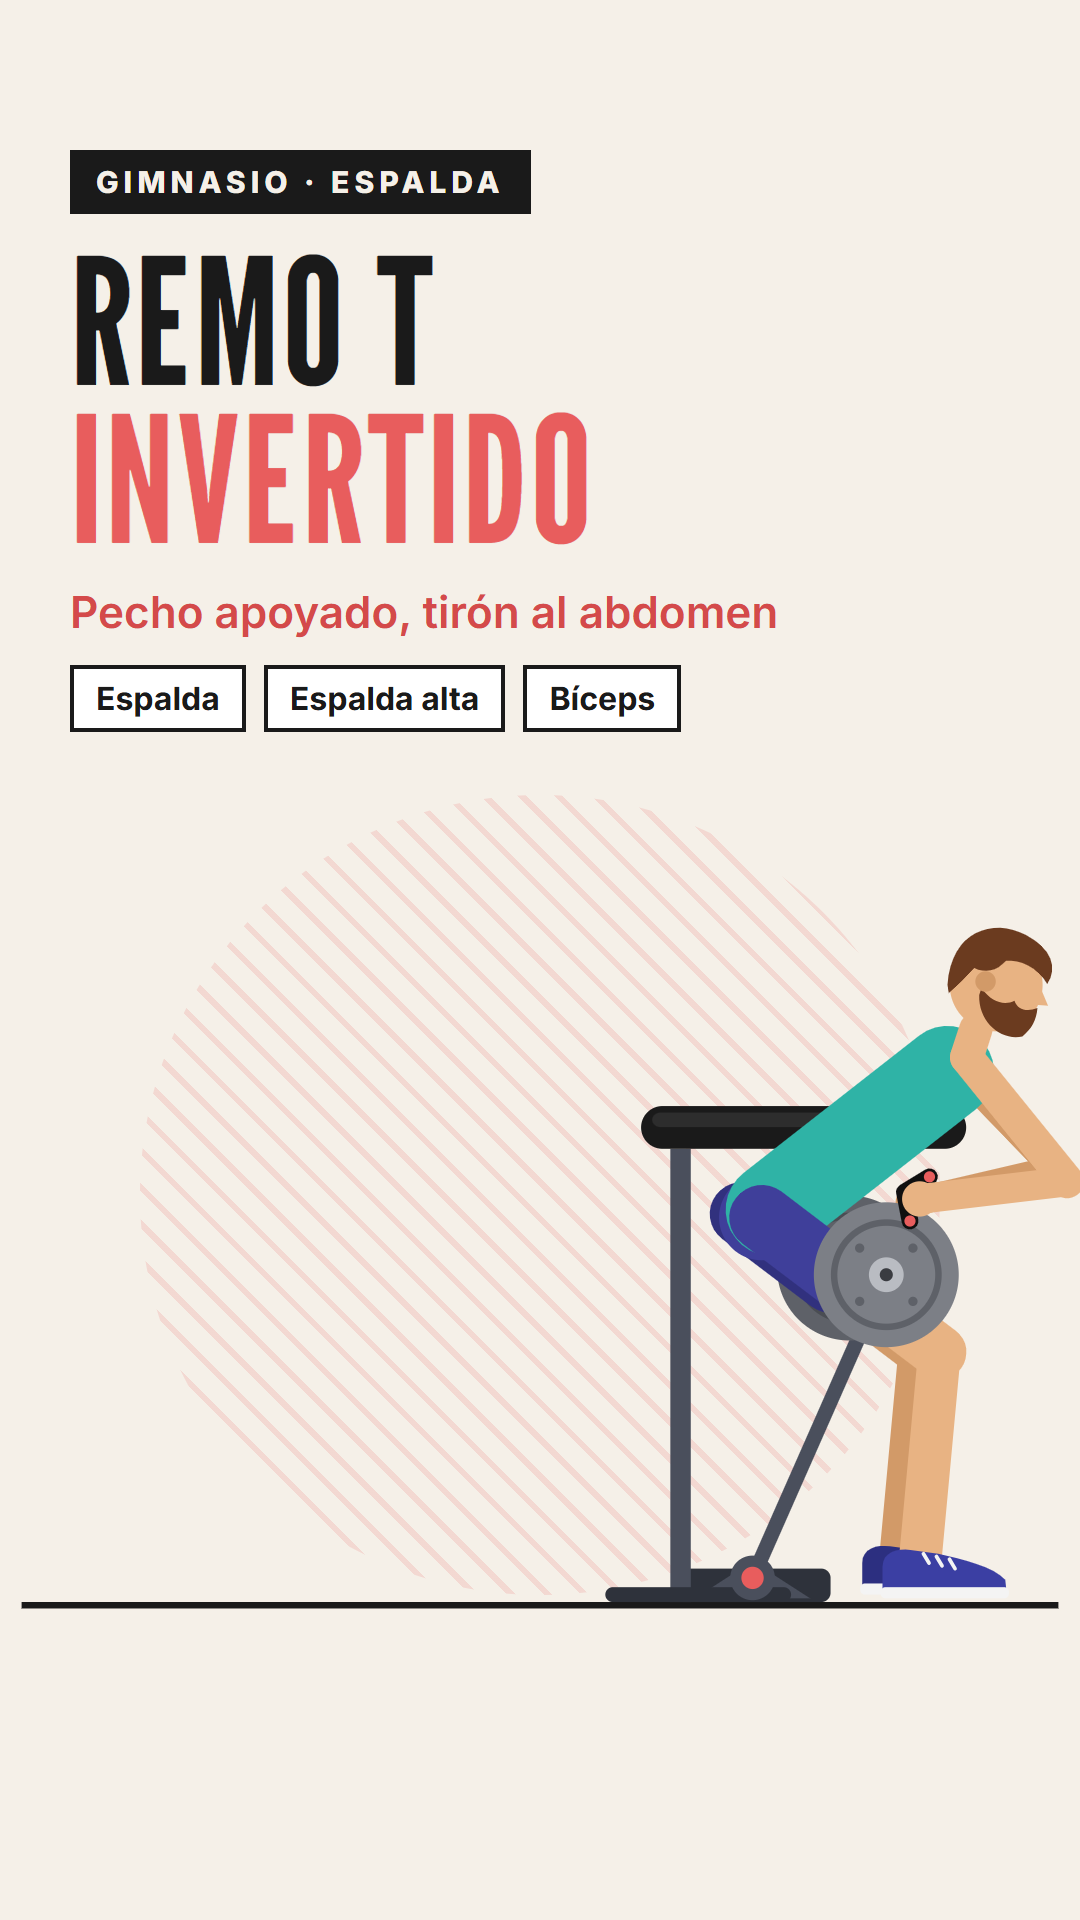 GIMNASIO · ESPALDA
REMO T
INVERTIDO
Pecho apoyado, tirón al abdomen
Espalda
Espalda alta
Bíceps